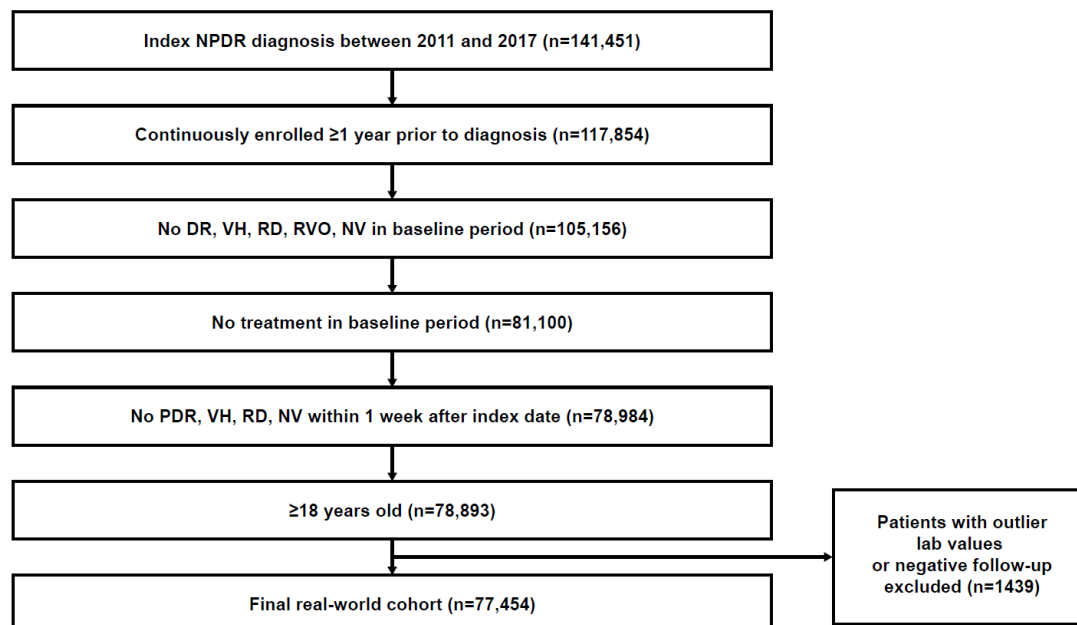 Index NPDR diagnosis between 2011 and 2017 (n=141,451)
Continuously enrolled ≥1 year prior to diagnosis (n=117,854)
No DR, VH, RD, RVO, NV in baseline period (n=105,156)
No treatment in baseline period (n=81,100)
No PDR, VH, RD, NV within 1 week after index date (n=78,984)
≥18 years old (n=78,893)
Patients with outlier
lab values
or negative follow-up
excluded (n=1439)
Final real-world cohort (n=77,454)